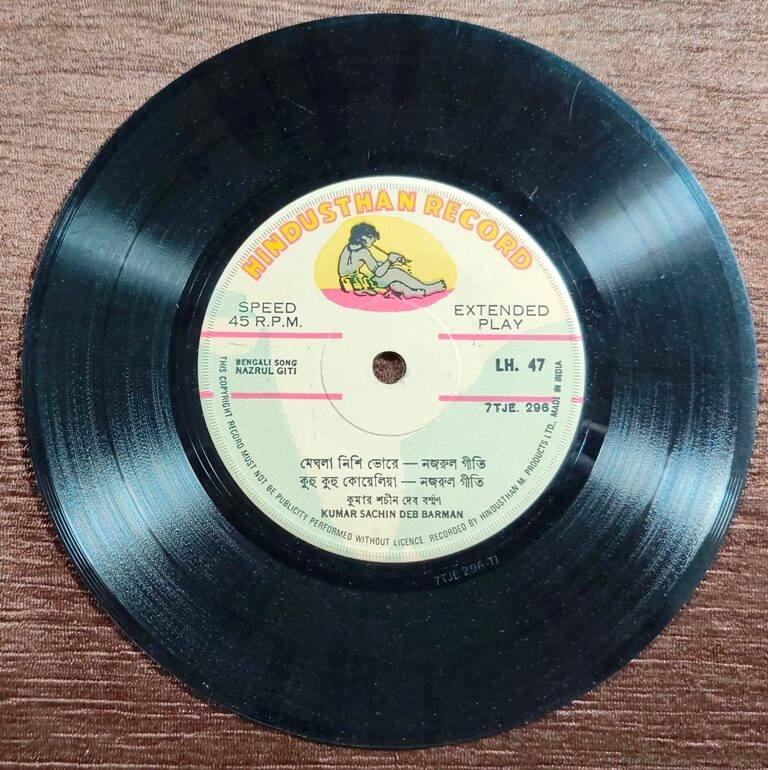 HINDUSTHAN RECORD
SPEED
45 R.P.M.
EXTENDED
PLAY
BENGALI SONG
NAZRUL GITI
LH. 47
7TJE. 296
মেঘলা নিশি ভোরে — নজরুল গীতি
কুহু কুহু কোয়েলিয়া — নজরুল গীতি
কুমার শচীন দেব বর্ম্মণ
KUMAR SACHIN DEB BARMAN
THIS COPYRIGHT RECORD MUST NOT BE PUBLICITY PERFORMED WITHOUT LICENCE. RECORDED BY HINDUSTHAN M. PRODUCTS LTD., MADE IN INDIA
7TJE 296-T1